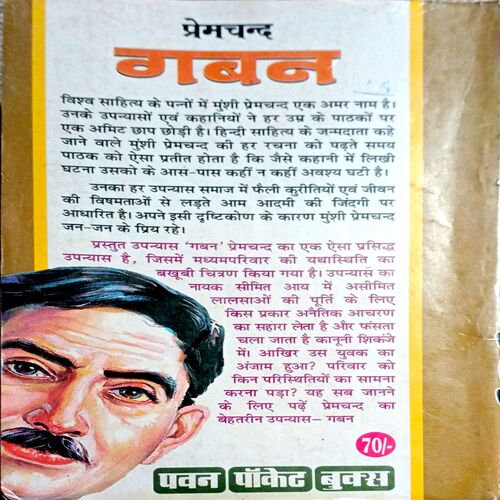 प्रेमचन्द
गबन
विश्व साहित्य के पन्नों में मुंशी प्रेमचन्द एक अमर नाम है।
उनके उपन्यासों एवं कहानियों ने हर उम्र के पाठकों पर
एक अमिट छाप छोड़ी है। हिन्दी साहित्य के जन्मदाता कहे
जाने वाले मुंशी प्रेमचन्द की हर रचना को पढ़ते समय
पाठक को ऐसा प्रतीत होता है कि जैसे कहानी में लिखी
घटना उसको के आस-पास कहीं न कहीं अवश्य घटी है।
उनका हर उपन्यास समाज में फैली कुरीतियों एवं जीवन
की विषमताओं से लड़ते आम आदमी की जिंदगी पर
आधारित है। अपने इसी दृष्टिकोण के कारण मुंशी प्रेमचन्द
जन-जन के प्रिय रहे।
प्रस्तुत उपन्यास 'गबन' प्रेमचन्द का एक ऐसा प्रसिद्ध
उपन्यास है, जिसमें मध्यमपरिवार की यथास्थिति का
बखूबी चित्रण किया गया है। उपन्यास का
नायक सीमित आय में असीमित
लालसाओं की पूर्ति के लिए
किस प्रकार अनैतिक आचरण
का सहारा लेता है और फंसता
चला जाता है कानूनी शिकंजे
में। आखिर उस युवक का
अंजाम हुआ? परिवार को
किन परिस्थितियों का सामना
करना पड़ा? यह सब जानने
के लिए पढ़ें प्रेमचन्द का
बेहतरीन उपन्यास– गबन
70/-
पवन पॉकेट बुक्स